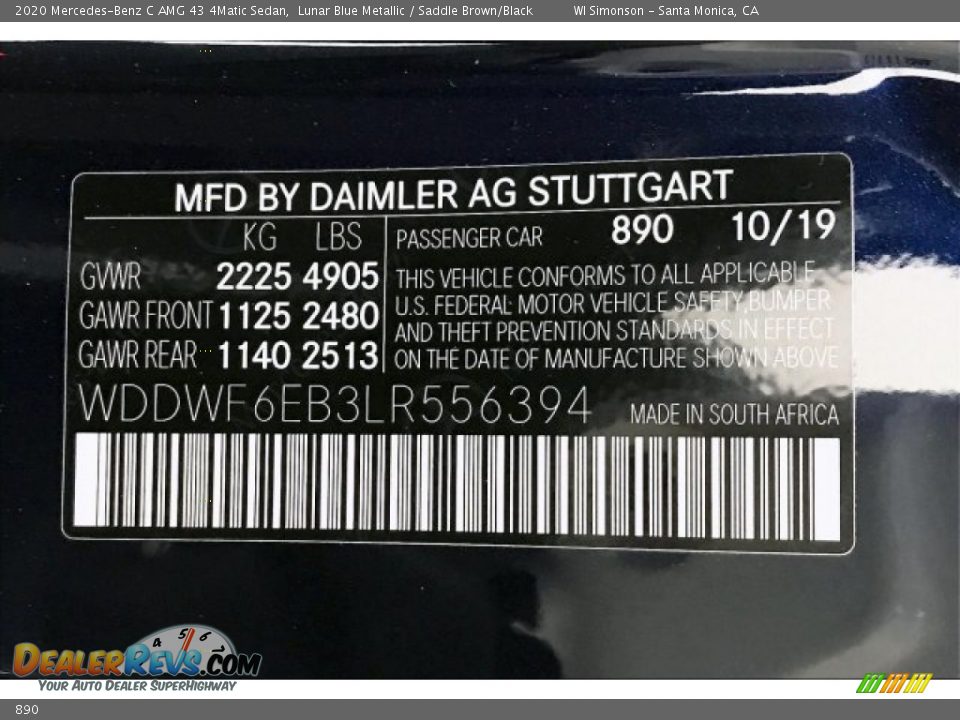 2020 Mercedes-Benz C AMG 43 4Matic Sedan, Lunar Blue Metallic / Saddle Brown/Black WI Simonson - Santa Monica, CA
MFD BY DAIMLER AG STUTTGART
KG LBS PASSENGER CAR 890 10/19
GVWR 2225 4905 THIS VEHICLE CONFORMS TO ALL APPLICABLE
U.S. FEDERAL MOTOR VEHICLE SAFETY, BUMPER
GAWR FRONT 1125 2480 AND THEFT PREVENTION STANDARDS IN EFFECT
GAWR REAR 1140 2513 ON THE DATE OF MANUFACTURE SHOWN ABOVE
WDDWF6EB3LR556394 MADE IN SOUTH AFRICA
4 5 6
DEALERREVS.COM
YOUR AUTO DEALER SUPERHIGHWAY
890